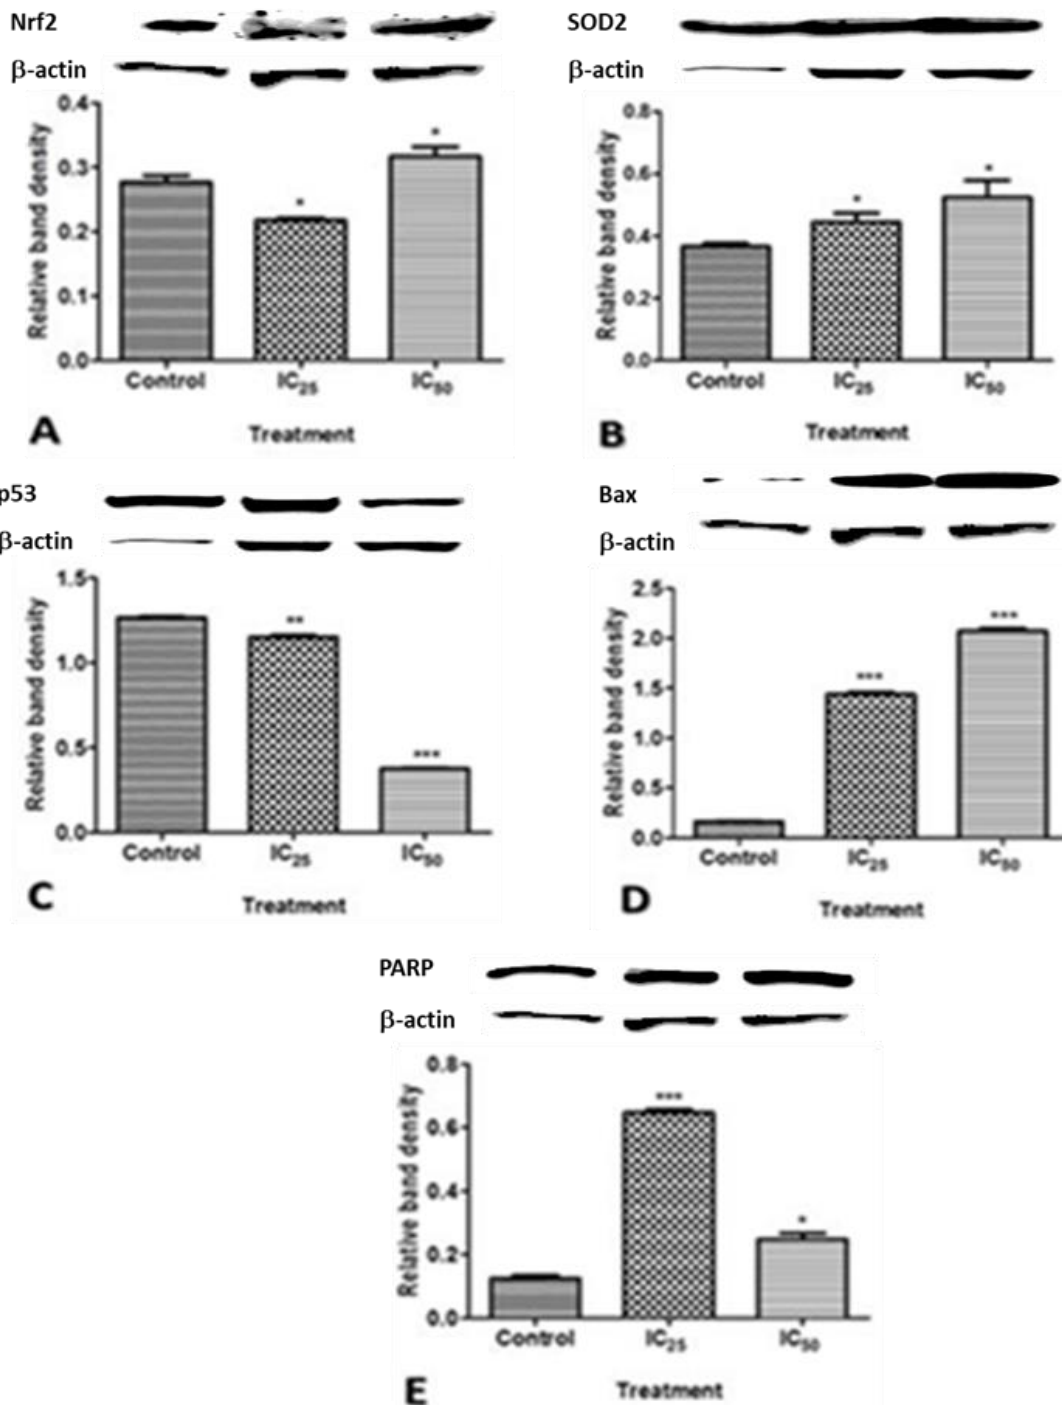 Nrf2
β-actin
Relative band density
0.4
0.3
0.2
0.1
0.0
*
*
Control IC25 IC50
Treatment
A
SOD2
β-actin
Relative band density
0.8
0.6
0.4
0.2
0.0
*
*
Control IC25 IC50
Treatment
B
p53
β-actin
Relative band density
1.5
1.0
0.5
0.0
**
***
Control IC25 IC50
Treatment
C
Bax
β-actin
Relative band density
2.5
2.0
1.5
1.0
0.5
0.0
***
***
Control IC25 IC50
Treatment
D
PARP
β-actin
Relative band density
0.8
0.6
0.4
0.2
0.0
***
*
Control IC25 IC50
Treatment
E